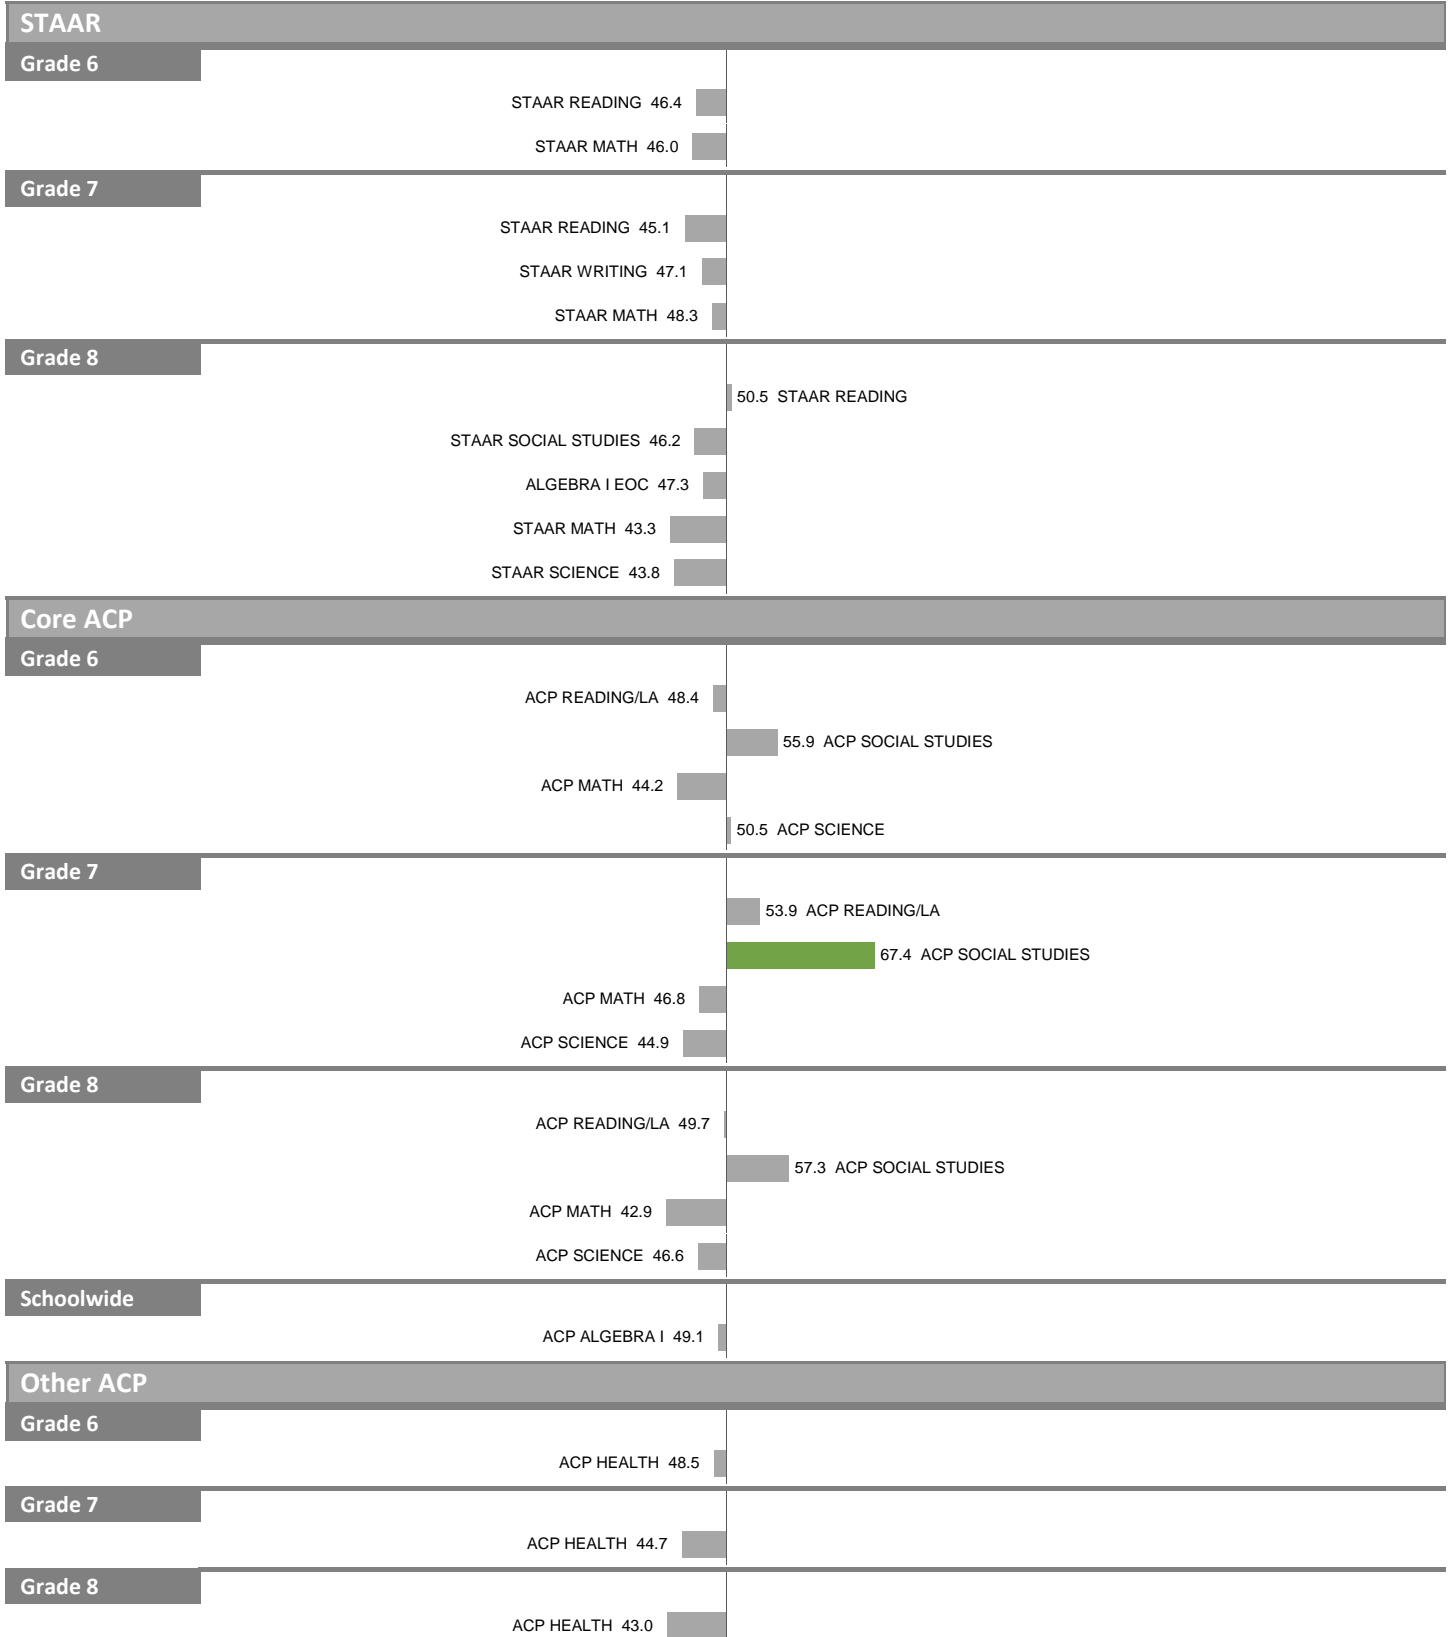 STAAR
Grade 6
STAAR READING 46.4
STAAR MATH 46.0
Grade 7
STAAR READING 45.1
STAAR WRITING 47.1
STAAR MATH 48.3
Grade 8
50.5 STAAR READING
STAAR SOCIAL STUDIES 46.2
ALGEBRA I EOC 47.3
STAAR MATH 43.3
STAAR SCIENCE 43.8
Core ACP
Grade 6
ACP READING/LA 48.4
55.9 ACP SOCIAL STUDIES
ACP MATH 44.2
50.5 ACP SCIENCE
Grade 7
53.9 ACP READING/LA
67.4 ACP SOCIAL STUDIES
ACP MATH 46.8
ACP SCIENCE 44.9
Grade 8
ACP READING/LA 49.7
57.3 ACP SOCIAL STUDIES
ACP MATH 42.9
ACP SCIENCE 46.6
Schoolwide
ACP ALGEBRA I 49.1
Other ACP
Grade 6
ACP HEALTH 48.5
Grade 7
ACP HEALTH 44.7
Grade 8
ACP HEALTH 43.0